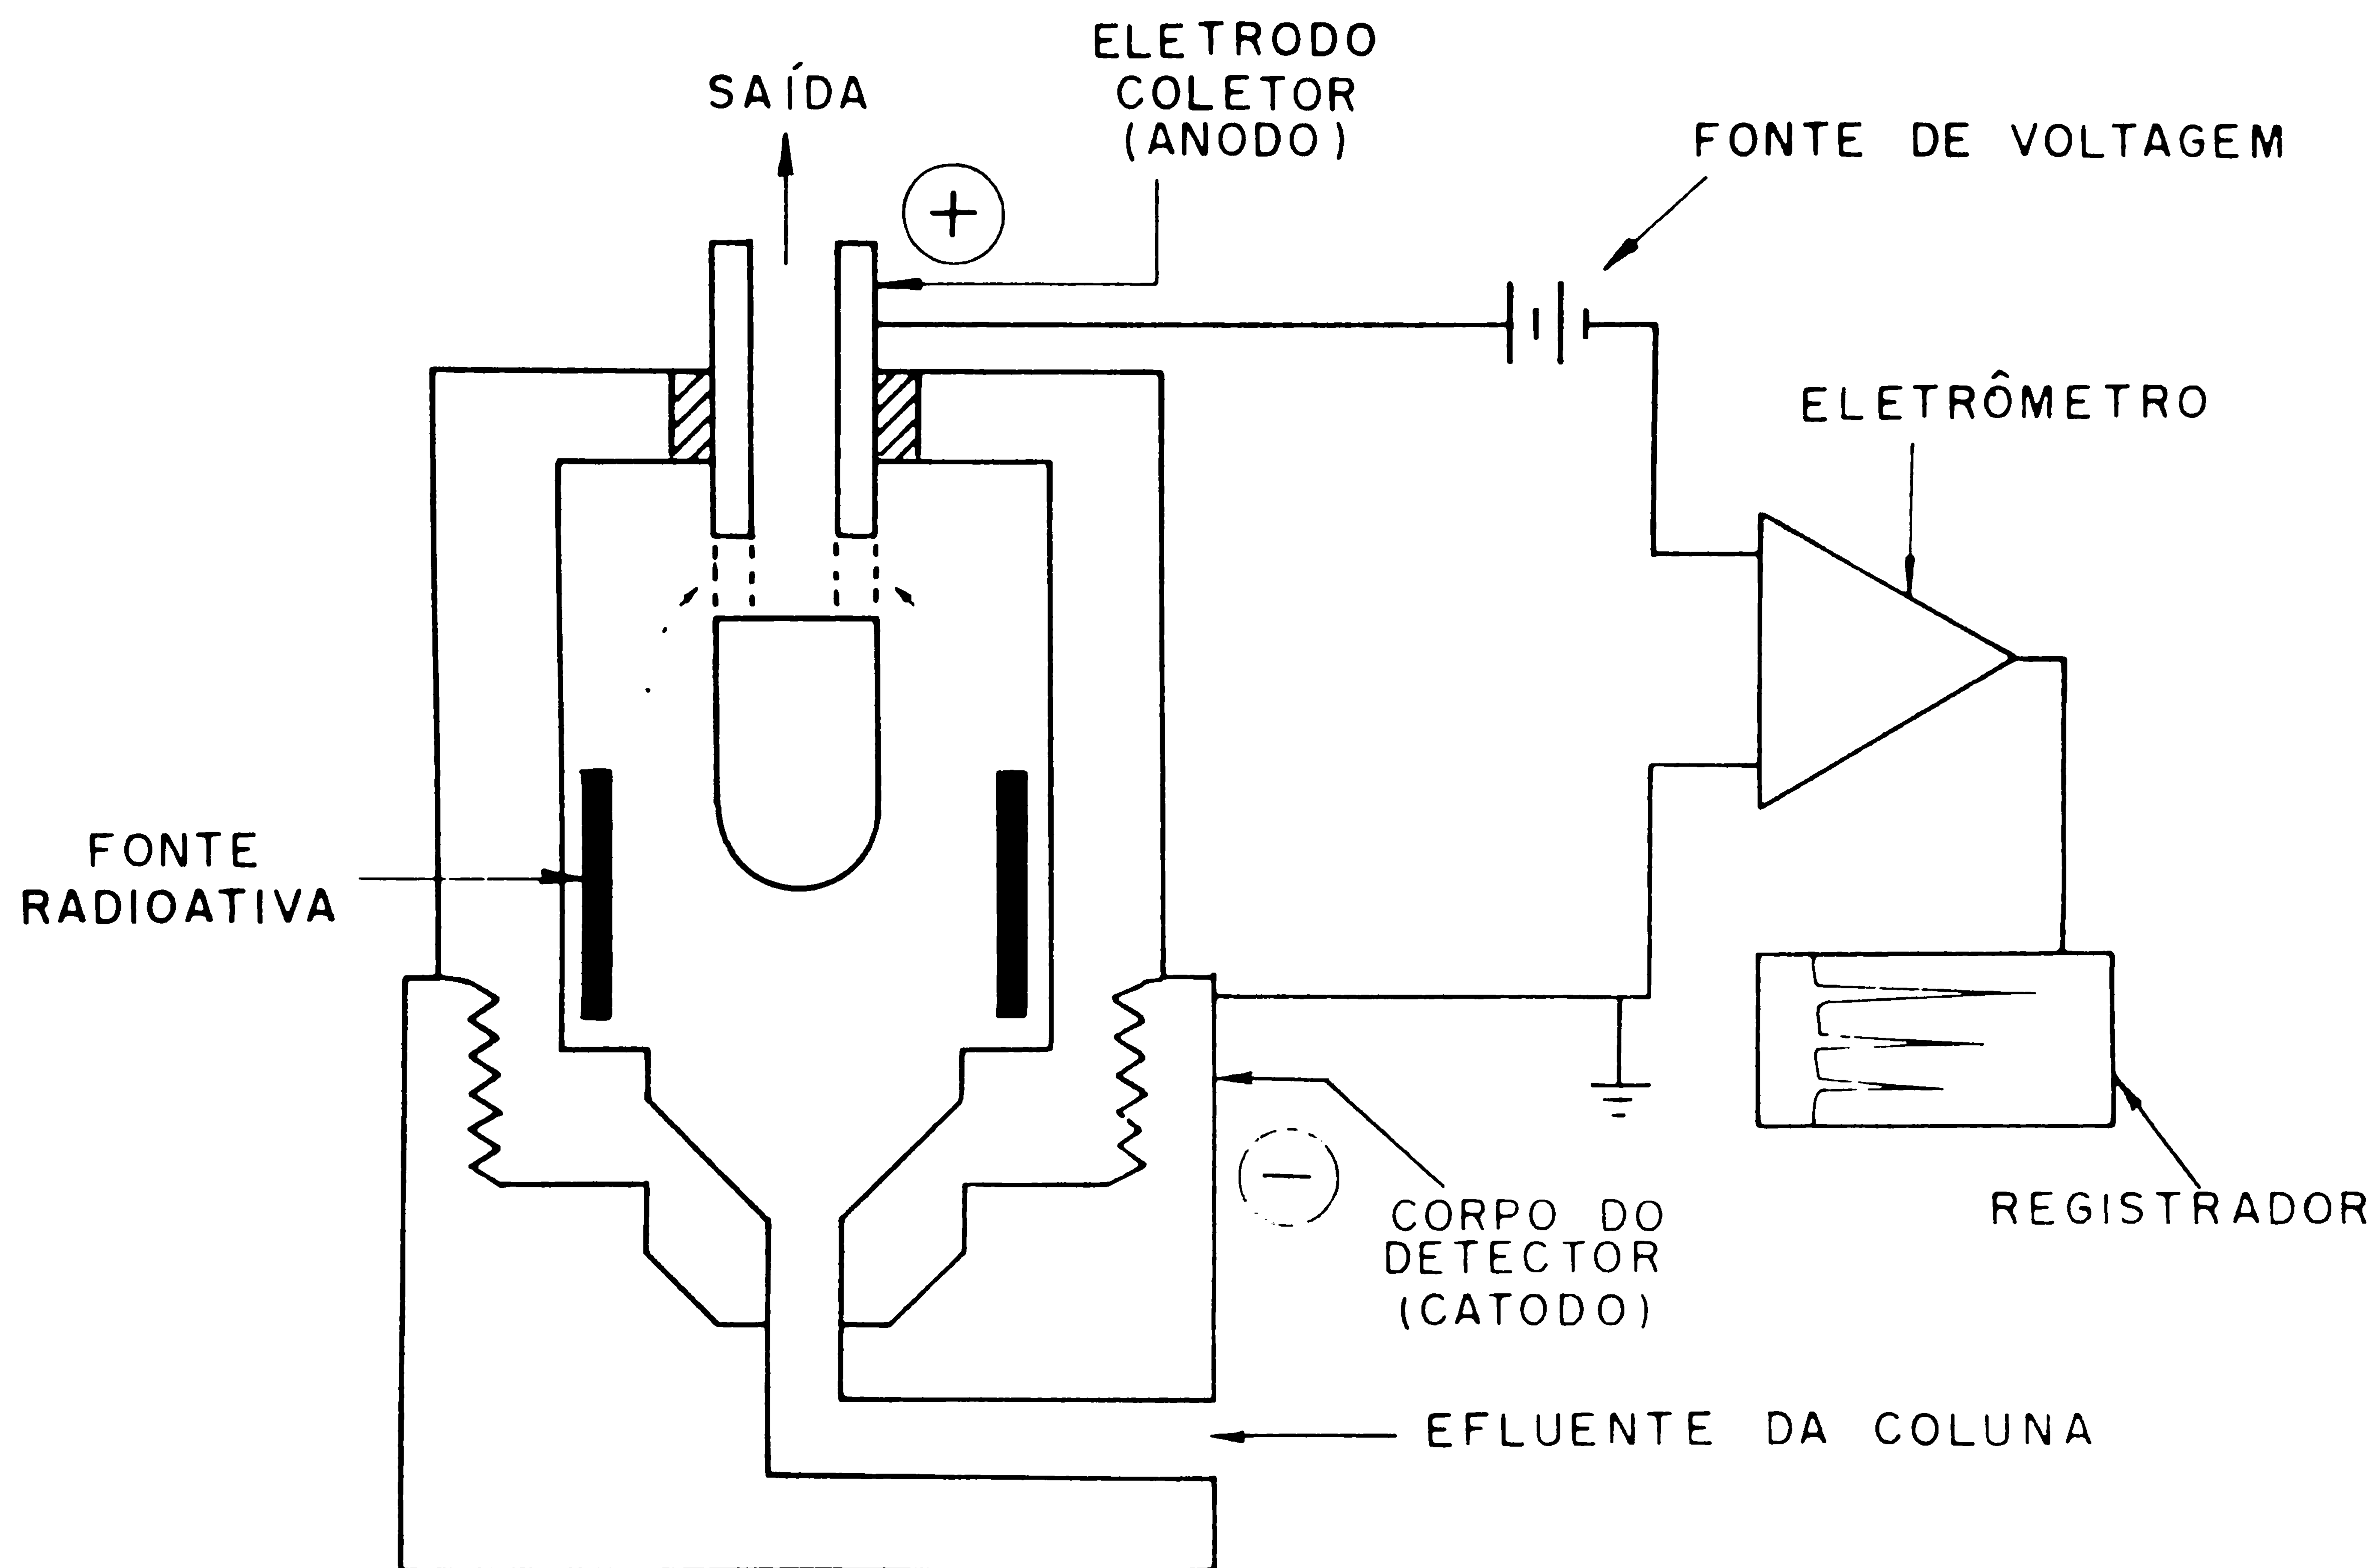 ELETRODO
COLETOR
(ANODO)
SAÍDA
+
FONTE DE VOLTAGEM
ELETRÔMETRO
FONTE
RADIOATIVA
−
CORPO DO
DETECTOR
(CATODO)
REGISTRADOR
EFLUENTE DA COLUNA